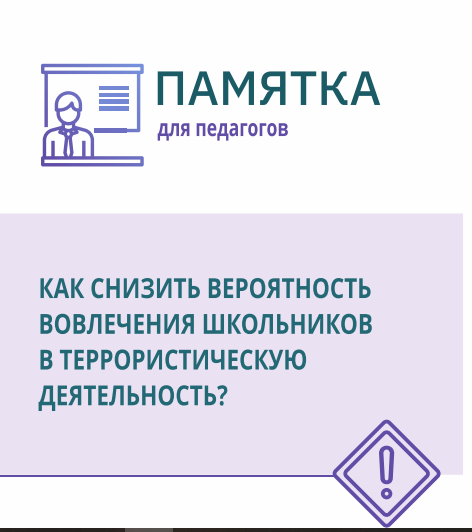 ПАМЯТКА
для педагогов
КАК СНИЗИТЬ ВЕРОЯТНОСТЬ
ВОВЛЕЧЕНИЯ ШКОЛЬНИКОВ
В ТЕРРОРИСТИЧЕСКУЮ
ДЕЯТЕЛЬНОСТЬ?